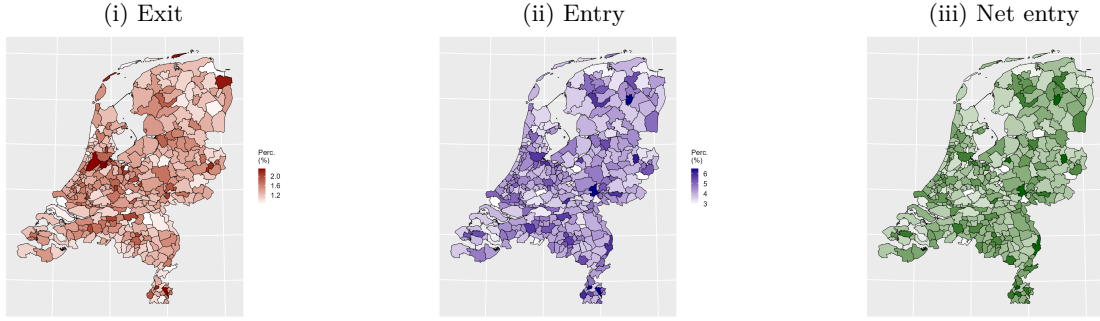 (i) Exit
(ii) Entry
(iii) Net entry
Perc.
(%)
2.0
1.6
1.2
Perc.
(%)
6
5
4
3